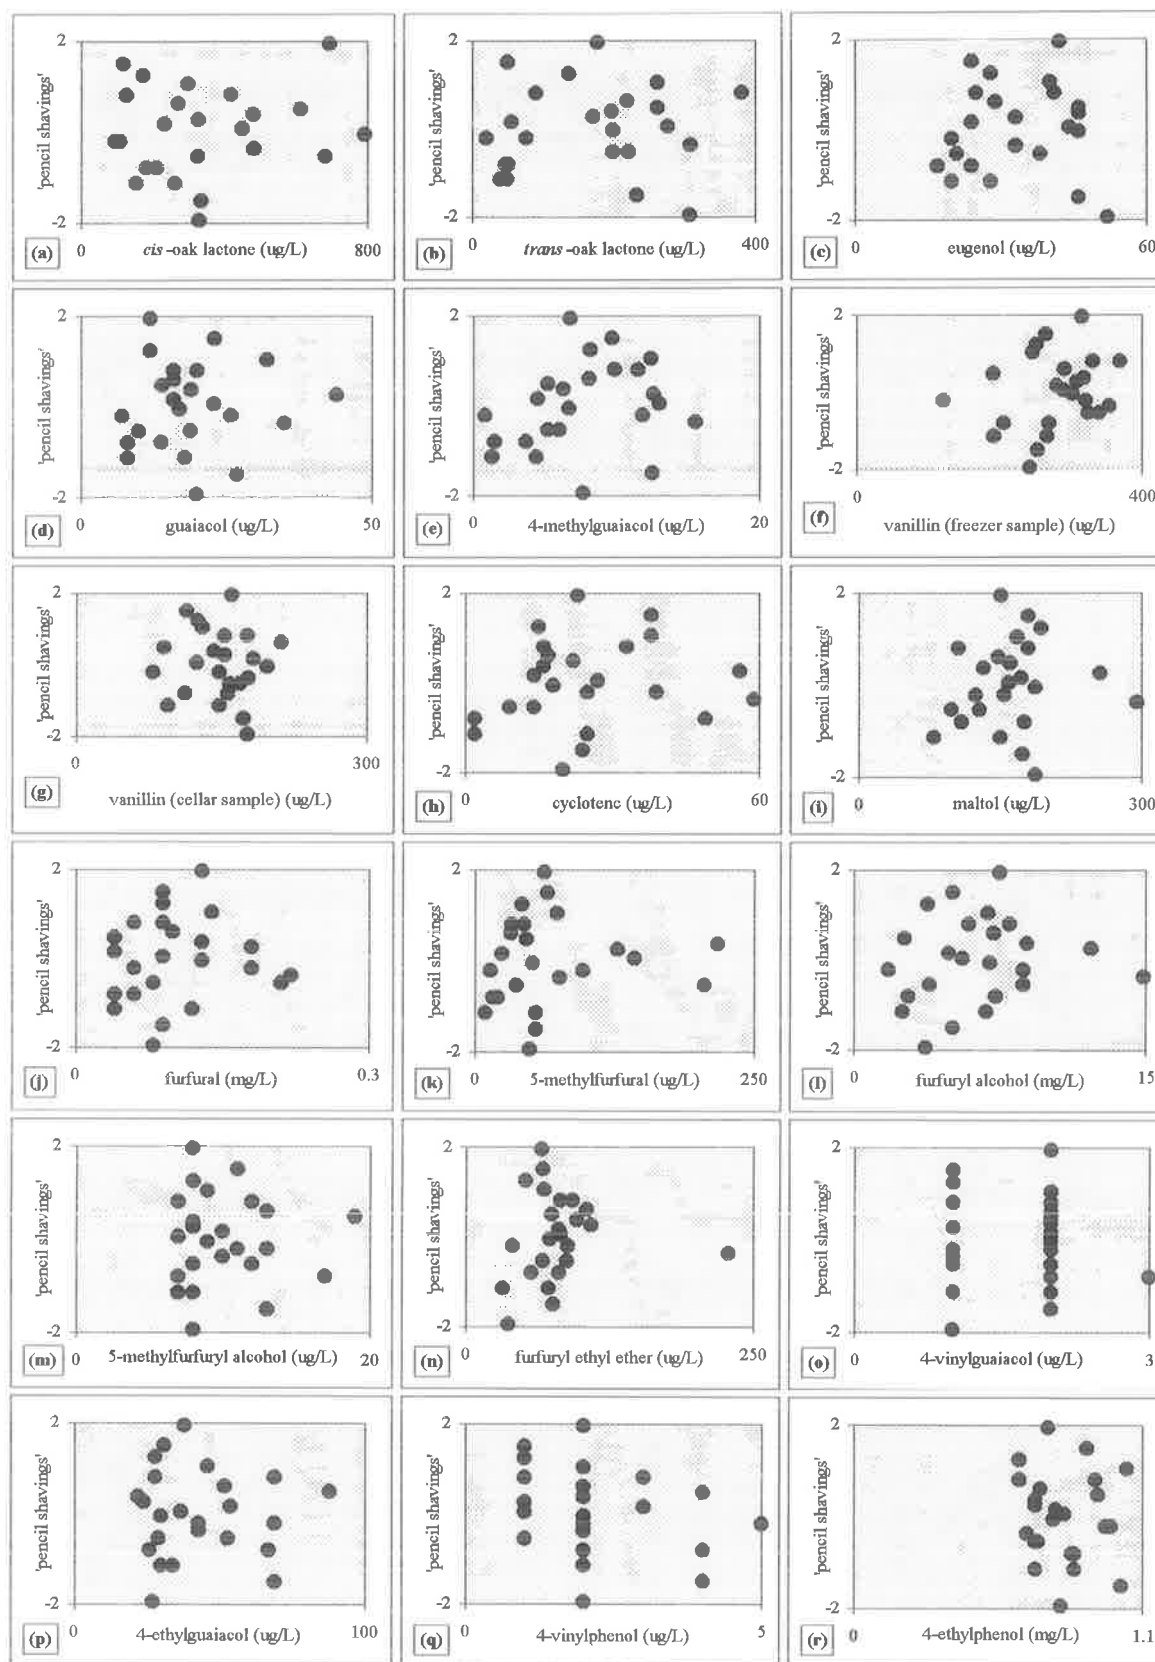 2
'pencil shavings'
-2
0
800
(a)
cis -oak lactone (ug/L)
2
'pencil shavings'
-2
0
400
(b)
trans -oak lactone (ug/L)
2
'pencil shavings'
-2
0
60
(c)
eugenol (ug/L)
2
'pencil shavings'
-2
0
50
(d)
guaiacol (ug/L)
2
'pencil shavings'
-2
0
20
(e)
4-methylguaiacol (ug/L)
2
'pencil shavings'
-2
0
400
(f)
vanillin (freezer sample) (ug/L)
2
'pencil shavings'
-2
0
300
(g)
vanillin (cellar sample) (ug/L)
2
'pencil shavings'
-2
0
60
(h)
cyclotene (ug/L)
2
'pencil shavings'
-2
0
300
(i)
maltol (ug/L)
2
'pencil shavings'
-2
0
0.3
(j)
furfural (mg/L)
2
'pencil shavings'
-2
0
250
(k)
5-methylfurfural (ug/L)
2
'pencil shavings'
-2
0
15
(l)
furfuryl alcohol (mg/L)
2
'pencil shavings'
-2
0
20
(m)
5-methylfurfuryl alcohol (ug/L)
2
'pencil shavings'
-2
0
250
(n)
furfuryl ethyl ether (ug/L)
2
'pencil shavings'
-2
0
3
(o)
4-vinylguaiacol (ug/L)
2
'pencil shavings'
-2
0
100
(p)
4-ethylguaiacol (ug/L)
2
'pencil shavings'
-2
0
5
(q)
4-vinylphenol (ug/L)
2
'pencil shavings'
-2
0
1.1
(r)
4-ethylphenol (mg/L)